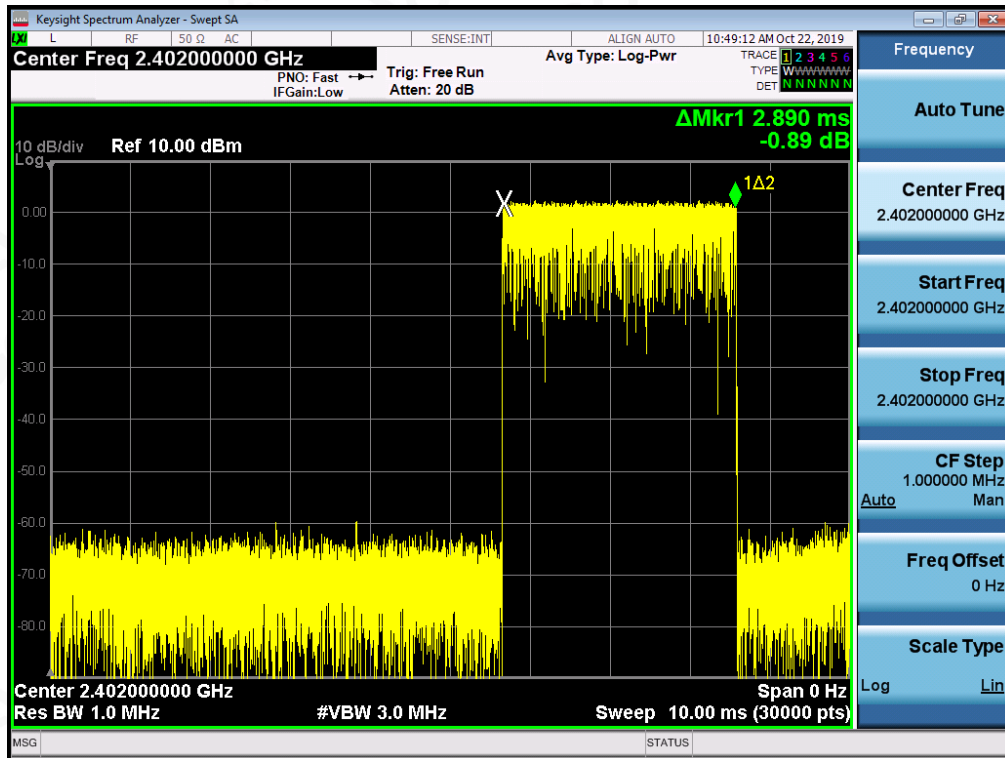 Keysight Spectrum Analyzer - Swept SA
LXI L RF 50 Ω AC SENSE:INT ALIGN AUTO 10:49:12 AM Oct 22, 2019
Center Freq 2.402000000 GHz
PNO: Fast
IFGain:Low
Trig: Free Run
Atten: 20 dB
Avg Type: Log-Pwr
TRACE 1 2 3 4 5 6
TYPE WWWWWW
DET N N N N N N
ΔMkr1 2.890 ms
-0.89 dB
10 dB/div Ref 10.00 dBm
Log
1Δ2
0.00
-10.0
-20.0
-30.0
-40.0
-50.0
-60.0
-70.0
-80.0
Center 2.402000000 GHz Span 0 Hz
Res BW 1.0 MHz #VBW 3.0 MHz Sweep 10.00 ms (30000 pts)
MSG STATUS
Frequency
Auto Tune
Center Freq
2.402000000 GHz
Start Freq
2.402000000 GHz
Stop Freq
2.402000000 GHz
CF Step
1.000000 MHz
Auto Man
Freq Offset
0 Hz
Scale Type
Log Lin